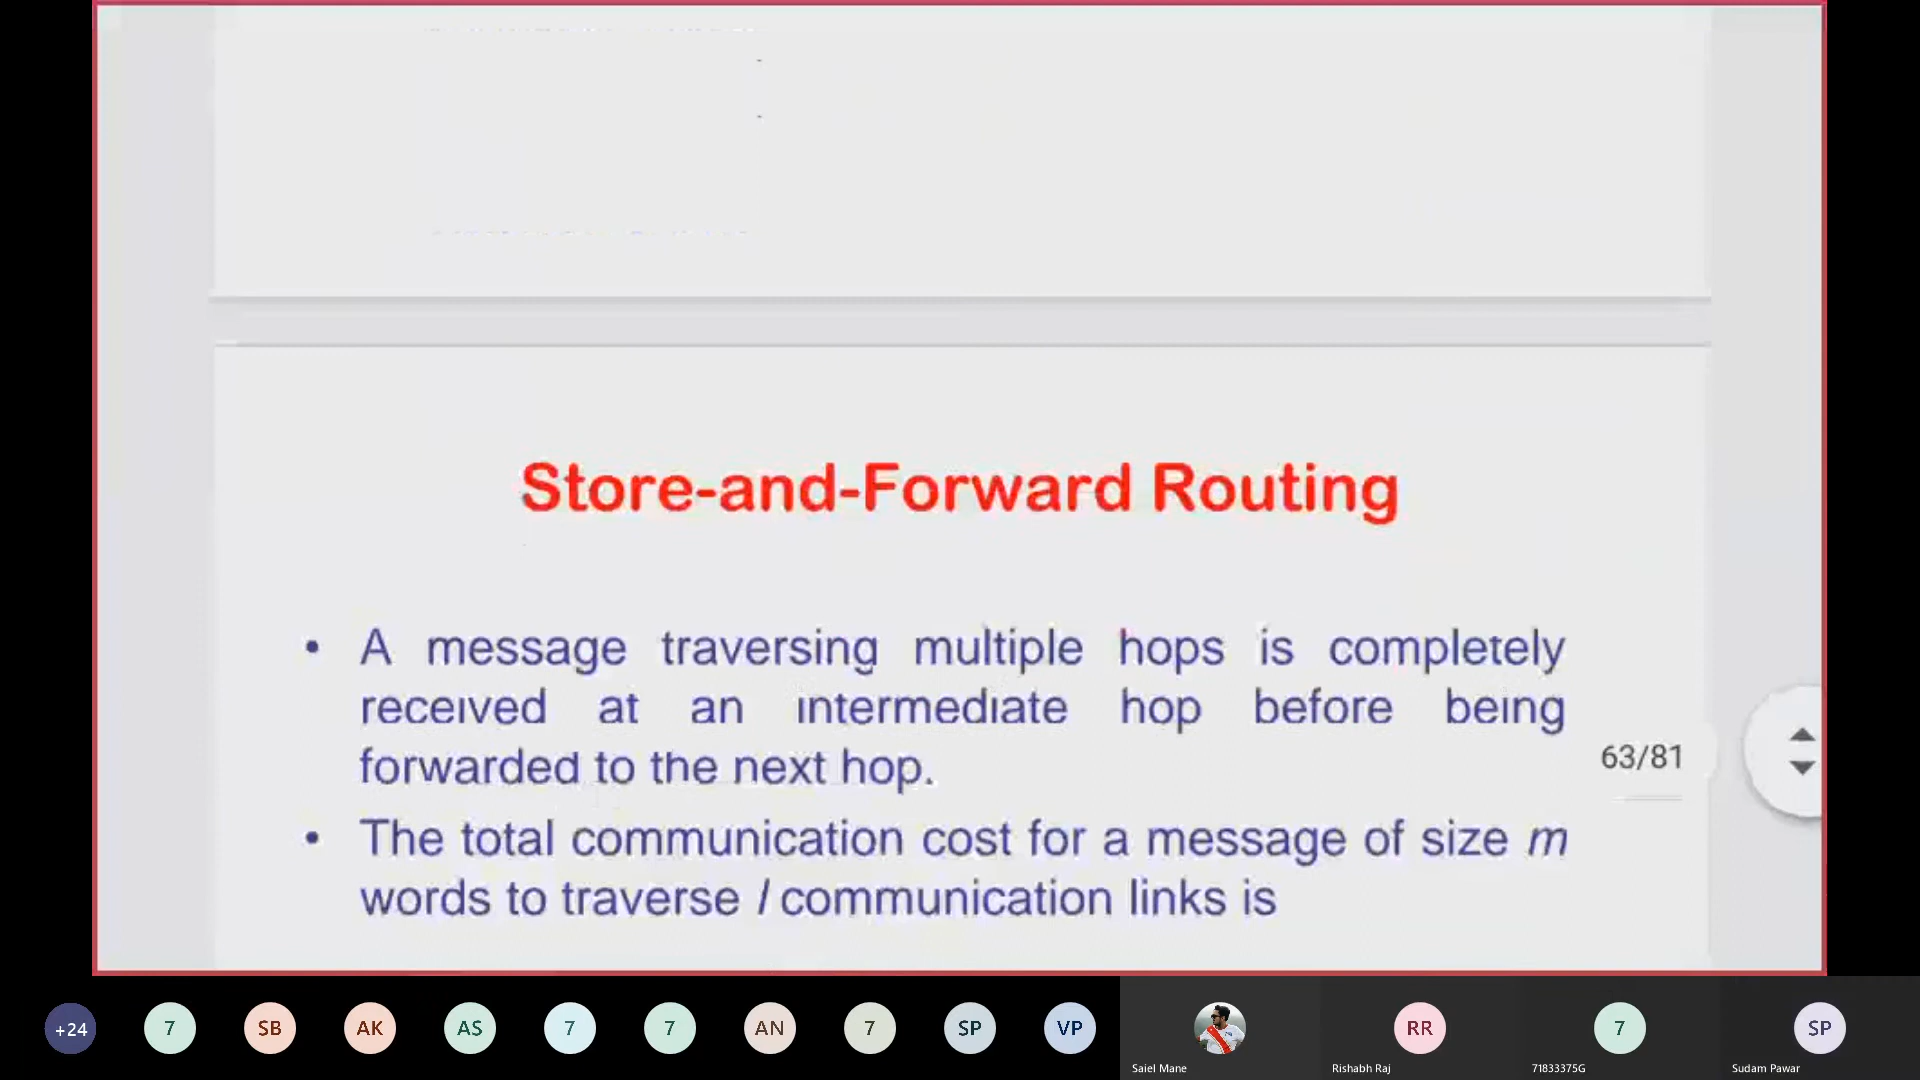 Store-and-Forward Routing
• A message traversing multiple hops is completely
received at an intermediate hop before being
forwarded to the next hop.
63/81
• The total communication cost for a message of size m
words to traverse l communication links is
+24
7
SB
AK
AS
7
7
AN
7
SP
VP
RR
7
SP
Saiel Mane
Rishabh Raj
71833375G
Sudam Pawar